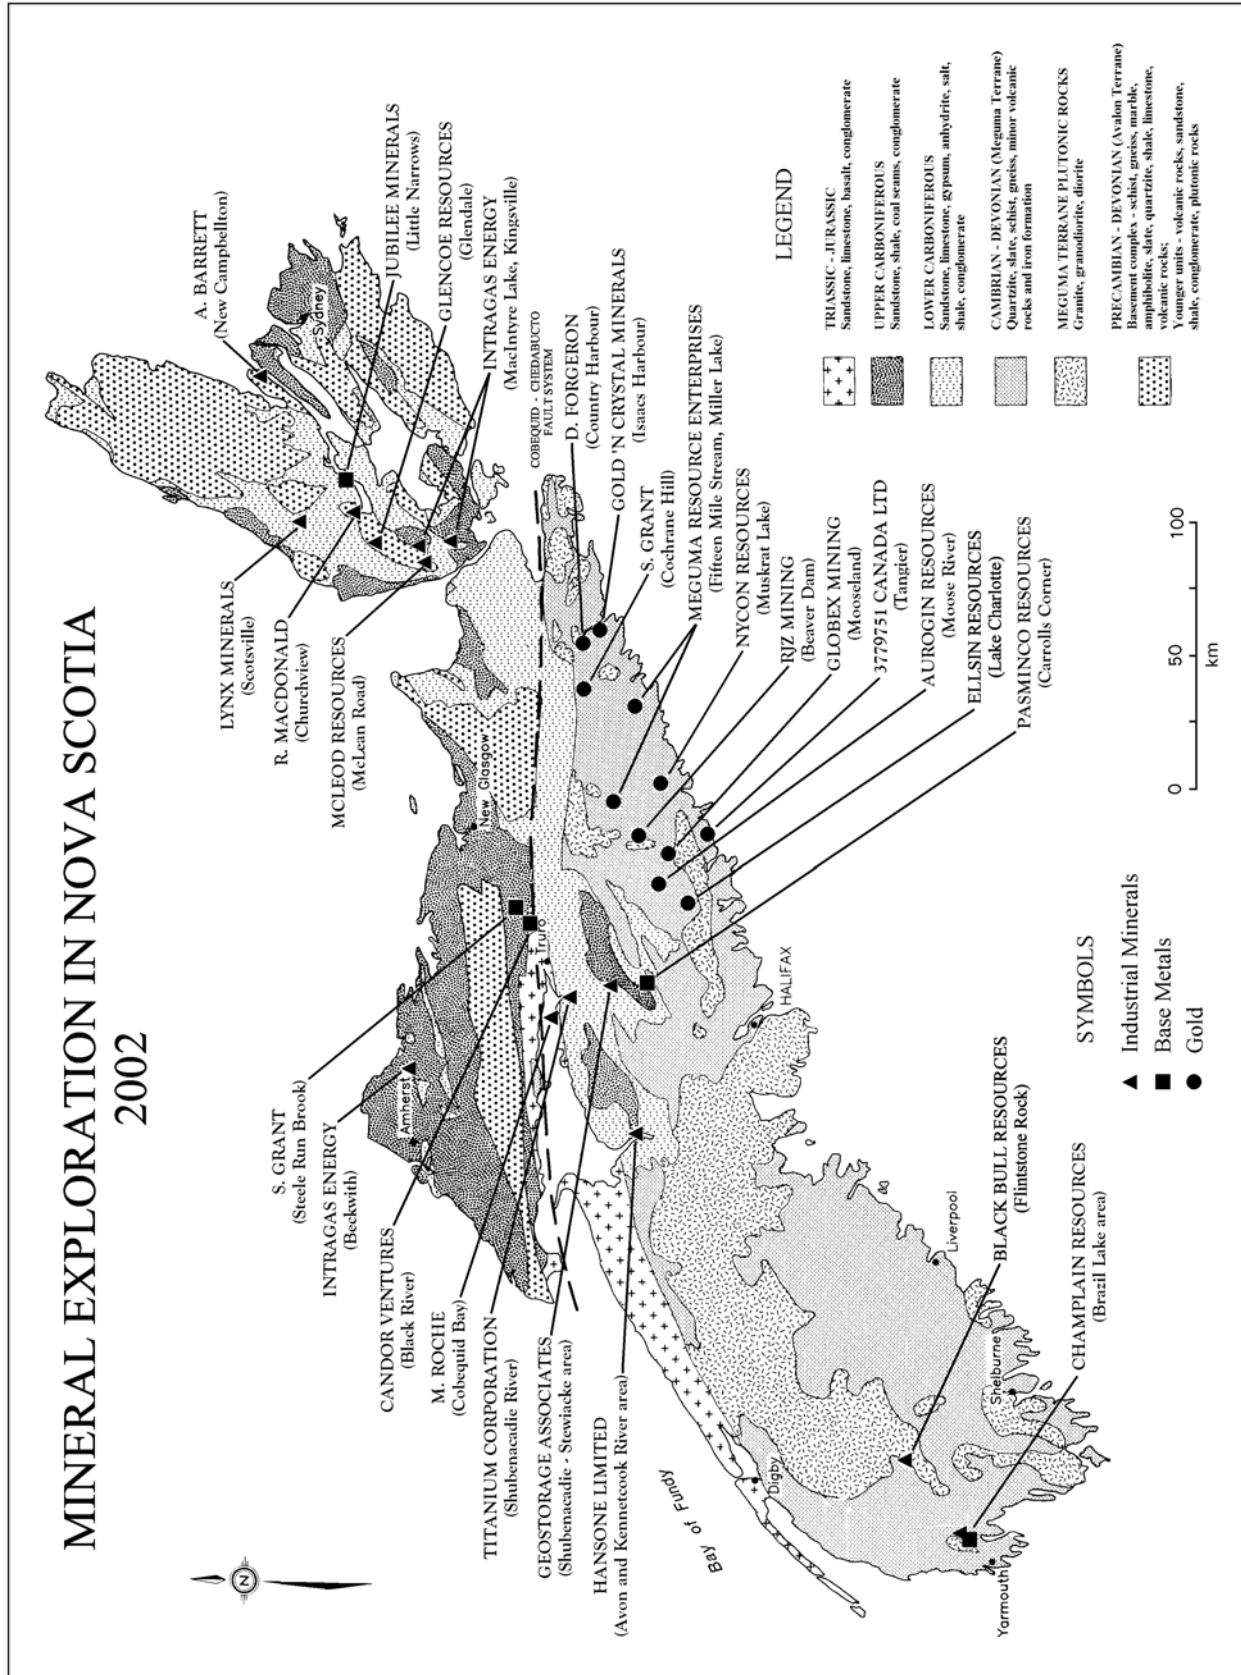 MINERAL EXPLORATION IN NOVA SCOTIA
2002
N
A. BARRETT
(New Campbellton)
JUBILEE MINERALS
(Little Narrows)
GLENCOE RESOURCES
(Glendale)
INTRAGAS ENERGY
(MacIntyre Lake, Kingsville)
LYNX MINERALS
(Scotsville)
R. MACDONALD
(Churchview)
MCLEOD RESOURCES
(McLean Road)
Sydney
COBEQUID - CHEDABUCTO
FAULT SYSTEM
D. FORGERON
(Country Harbour)
GOLD 'N CRYSTAL MINERALS
(Isaacs Harbour)
S. GRANT
(Cochrane Hill)
MEGUMA RESOURCE ENTERPRISES
(Fifteen Mile Stream, Miller Lake)
NYCON RESOURCES
(Muskrat Lake)
RJZ MINING
(Beaver Dam)
GLOBEX MINING
(Mooseland)
3779751 CANADA LTD
(Tangier)
AUROGIN RESOURCES
(Moose River)
ELLSIN RESOURCES
(Lake Charlotte)
PASMINCO RESOURCES
(Carrolls Corner)
S. GRANT
(Steele Run Brook)
INTRAGAS ENERGY
(Beckwith)
CANDOR VENTURES
(Black River)
M. ROCHE
(Cobequid Bay)
TITANIUM CORPORATION
(Shubenacadie River)
GEOSTORAGE ASSOCIATES
(Shubenacadie - Stewiacke area)
HANSONE LIMITED
(Avon and Kennetcook River area)
Amherst
New Glasgow
Truro
HALIFAX
Bay of Fundy
Digby
Yarmouth
Shelburne
Liverpool
BLACK BULL RESOURCES
(Flintstone Rock)
CHAMPLAIN RESOURCES
(Brazil Lake area)
SYMBOLS
Industrial Minerals
Base Metals
Gold
0
50
100
km
LEGEND
TRIASSIC - JURASSIC
Sandstone, limestone, basalt, conglomerate
UPPER CARBONIFEROUS
Sandstone, shale, coal seams, conglomerate
LOWER CARBONIFEROUS
Sandstone, limestone, gypsum, anhydrite, salt,
shale, conglomerate
CAMBRIAN - DEVONIAN (Meguma Terrane)
Quartzite, slate, schist, gneiss, minor volcanic
rocks and iron formation
MEGUMA TERRANE PLUTONIC ROCKS
Granite, granodiorite, diorite
PRECAMBIAN - DEVONIAN (Avalon Terrane)
Basement complex - schist, gneiss, marble,
amphibolite, slate, quartzite, shale, limestone,
volcanic rocks;
Younger units - volcanic rocks, sandstone,
shale, conglomerate, plutonic rocks